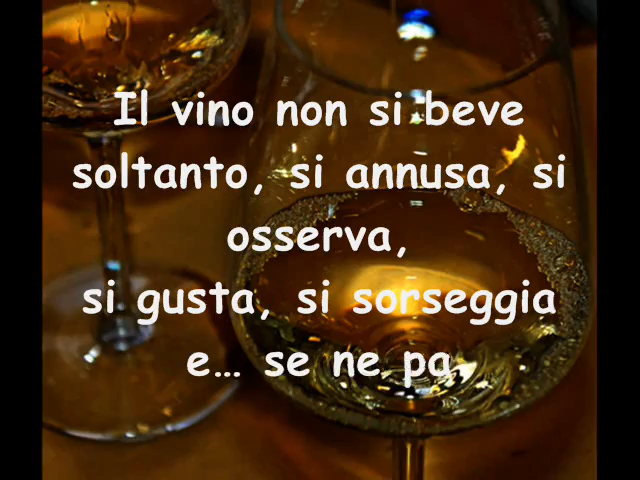 Il vino non si beve
soltanto, si annusa, si
osserva,
si gusta, si sorseggia
e... se ne pa